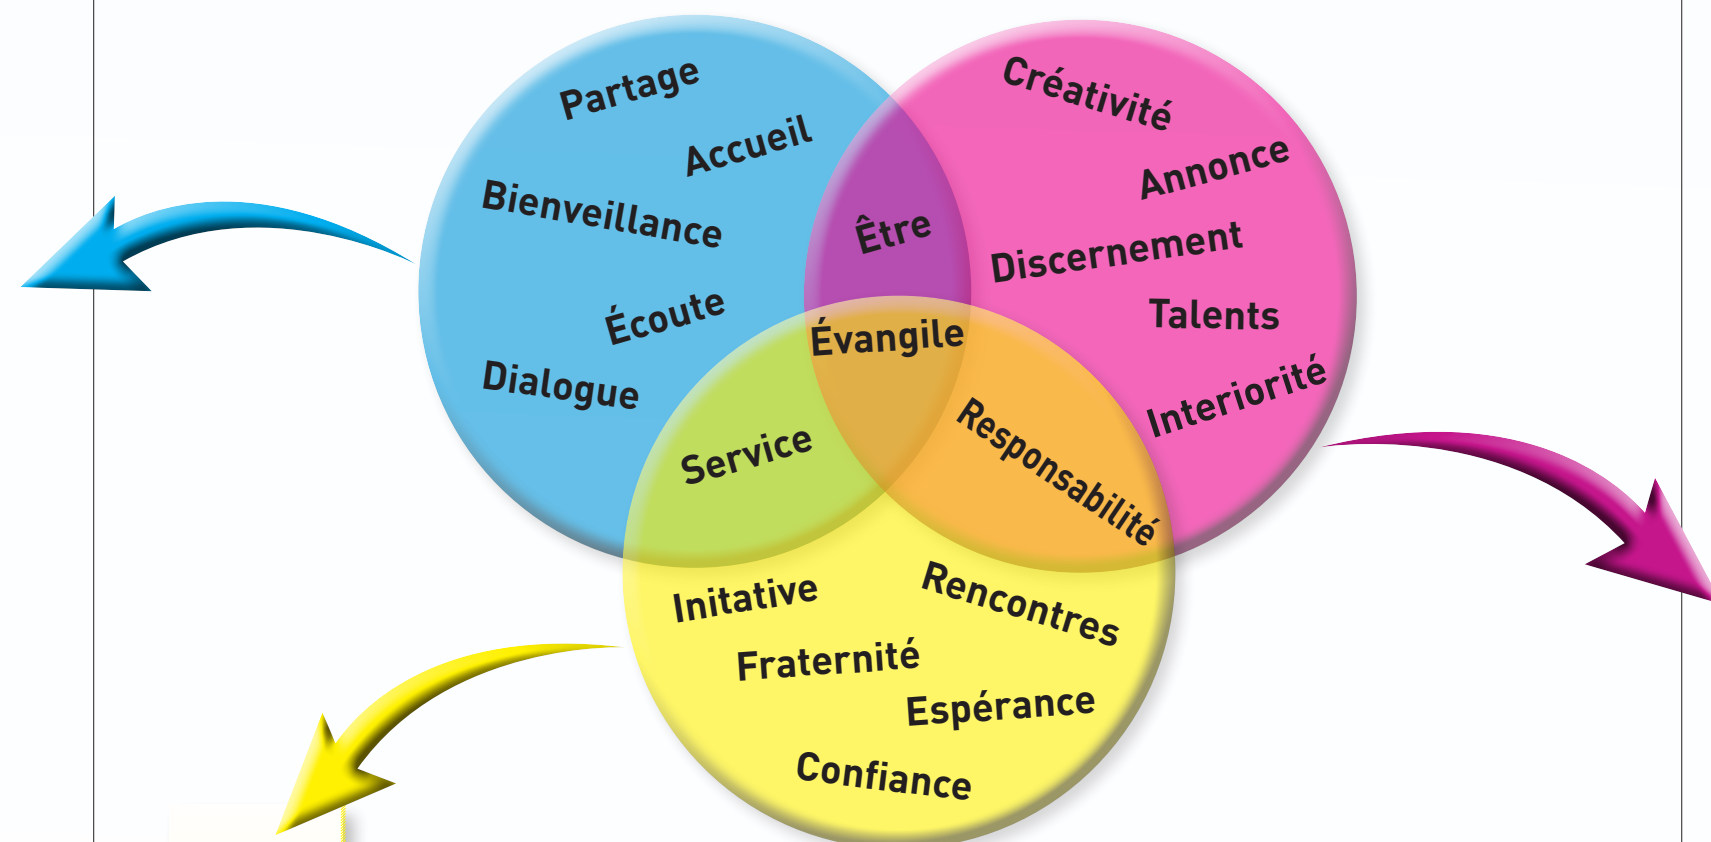 Partage
Accueil
Bienveillance
Écoute
Dialogue
Être
Créativité
Annonce
Discernement
Talents
Interiorité
Évangile
Service
Responsabilité
Initative
Rencontres
Fraternité
Espérance
Confiance